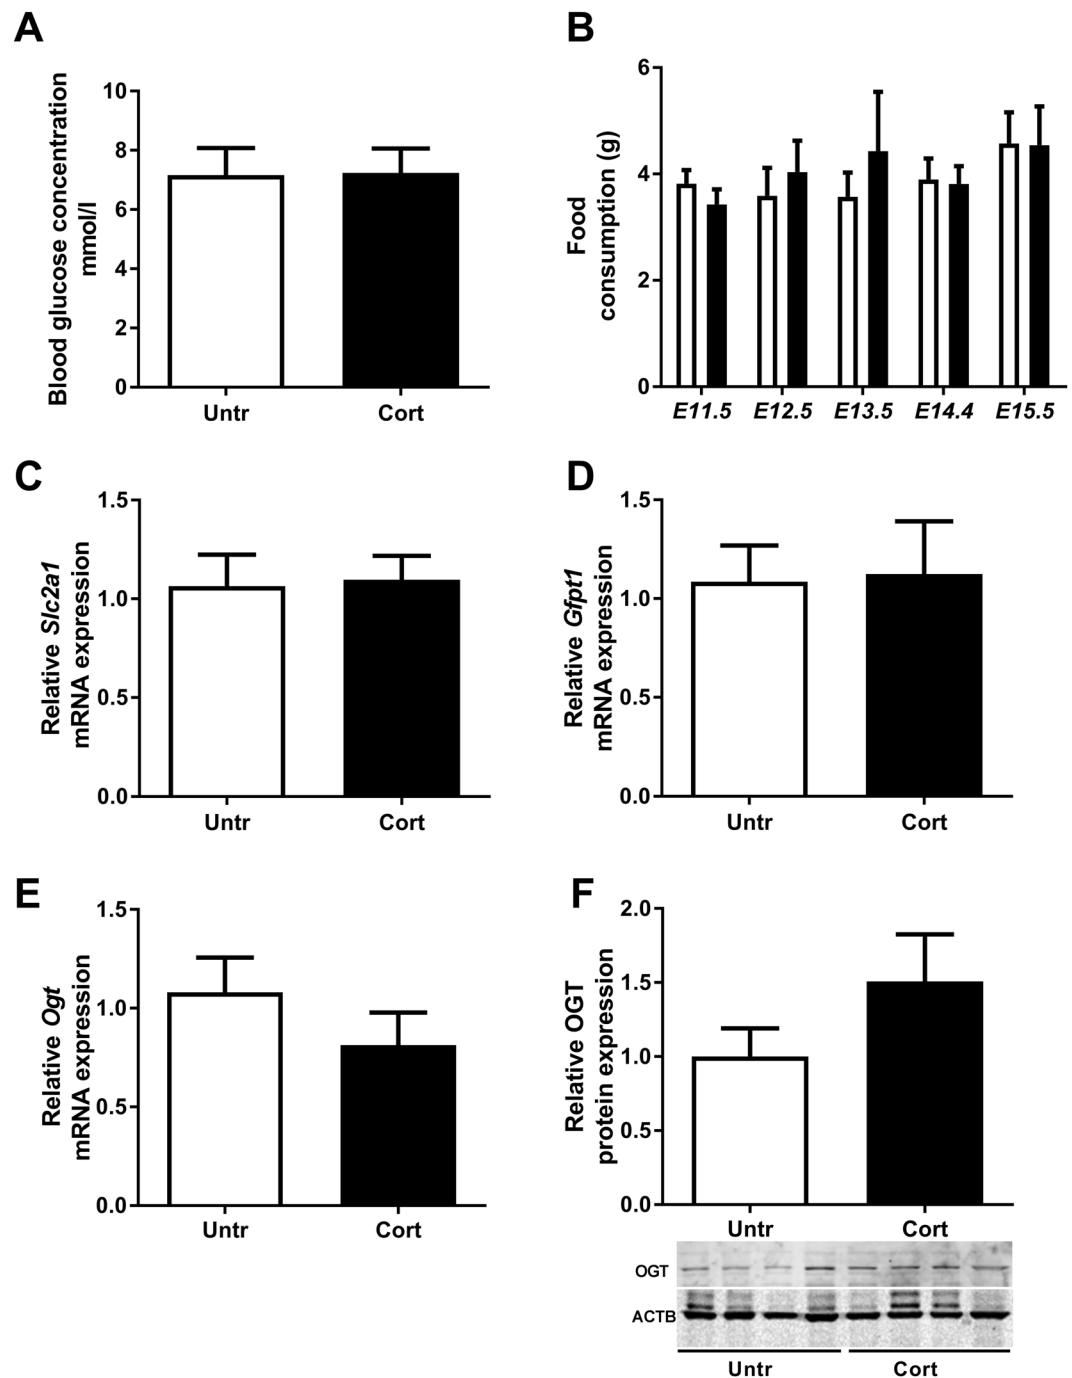 A
Blood glucose concentration
mmol/l
10
8
6
4
2
0
Untr Cort
B
Food
consumption (g)
6
4
2
0
E11.5 E12.5 E13.5 E14.4 E15.5
C
Relative Slc2a1
mRNA expression
1.5
1.0
0.5
0.0
Untr Cort
D
Relative Gfpt1
mRNA expression
1.5
1.0
0.5
0.0
Untr Cort
E
Relative Ogt
mRNA expression
1.5
1.0
0.5
0.0
Untr Cort
F
Relative OGT
protein expression
2.0
1.5
1.0
0.5
0.0
Untr Cort
OGT
ACTB
Untr Cort